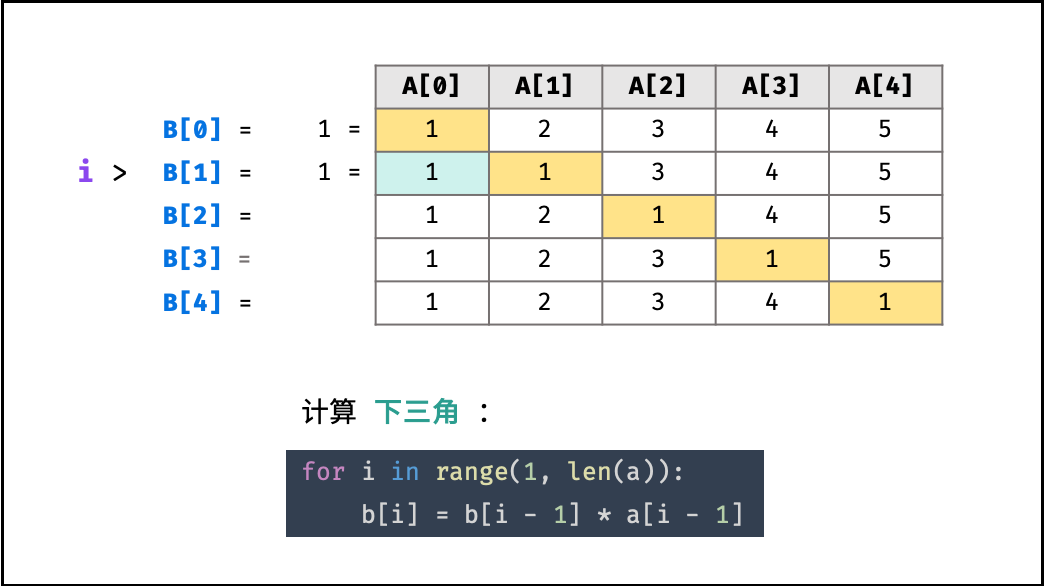 A[0] A[1] A[2] A[3] A[4]
B[0] = 1 = 1 2 3 4 5
i > B[1] = 1 = 1 1 3 4 5
B[2] = 1 2 1 4 5
B[3] = 1 2 3 1 5
B[4] = 1 2 3 4 1
计算 下三角 ：
for i in range(1, len(a)):
b[i] = b[i - 1] * a[i - 1]